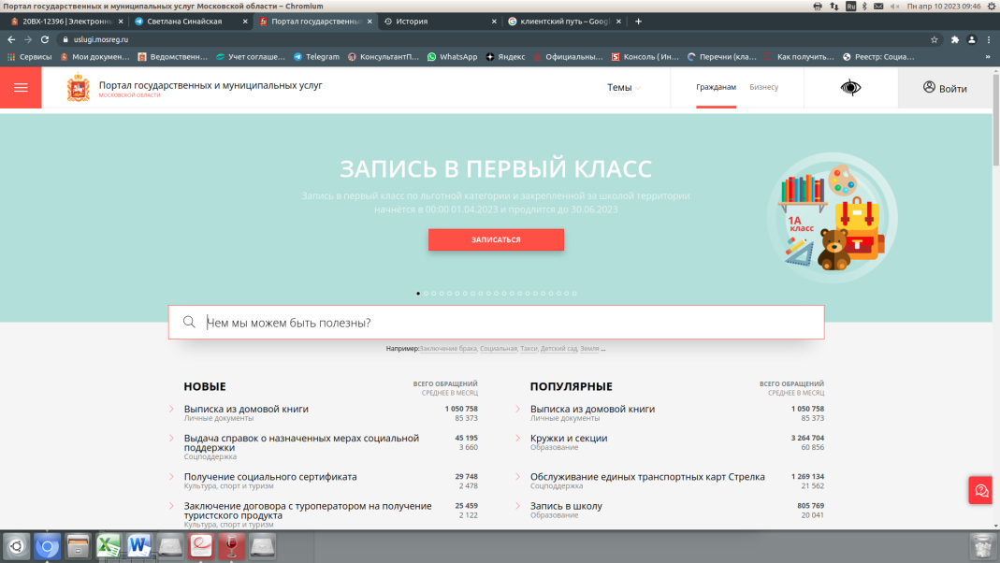 Портал государственных и муниципальных услуг Московской области – Chromium
Ru
Пн апр 10 2023 09:46
20ВХ-12396 | Электронн
Светлана Синайская
Портал государственны
История
клиентский путь – Goog
uslugi.mosreg.ru
Сервисы
Мои докумен...
Ведомственн...
Учет соглаше...
Telegram
КонсультантП...
WhatsApp
Яндекс
Официальны...
Консоль ( Ин...
Перечни (кла...
Как получить...
Реестр: Социа...
»
Портал государственных и муниципальных услуг
МОСКОВСКОЙ ОБЛАСТИ
Темы
Гражданам
Бизнесу
Войти
ЗАПИСЬ В ПЕРВЫЙ КЛАСС
Запись в первый класс по льготной категории и закрепленной за школой территории
начнётся в 00:00 01.04.2023 и продлится до 30.06.2023
ЗАПИСАТЬСЯ
1А
класс
Чем мы можем быть полезны?
Например:Заключение брака, Социальная, Такси, Детский сад, Земля ...
НОВЫЕ
ВСЕГО ОБРАЩЕНИЙ
СРЕДНЕЕ В МЕСЯЦ
Выписка из домовой книги
1 050 758
Личные документы
85 373
Выдача справок о назначенных мерах социальной
45 195
поддержки
3 660
Соцподдержка
Получение социального сертификата
29 748
Культура, спорт и туризм
2 478
Заключение договора с туроператором на получение
25 459
туристского продукта
2 122
Культура, спорт и туризм
ПОПУЛЯРНЫЕ
ВСЕГО ОБРАЩЕНИЙ
СРЕДНЕЕ В МЕСЯЦ
Выписка из домовой книги
1 050 758
Личные документы
85 373
Кружки и секции
3 264 704
Образование
60 856
Обслуживание единых транспортных карт Стрелка
1 269 134
Соцподдержка
21 562
Запись в школу
805 769
Образование
20 041